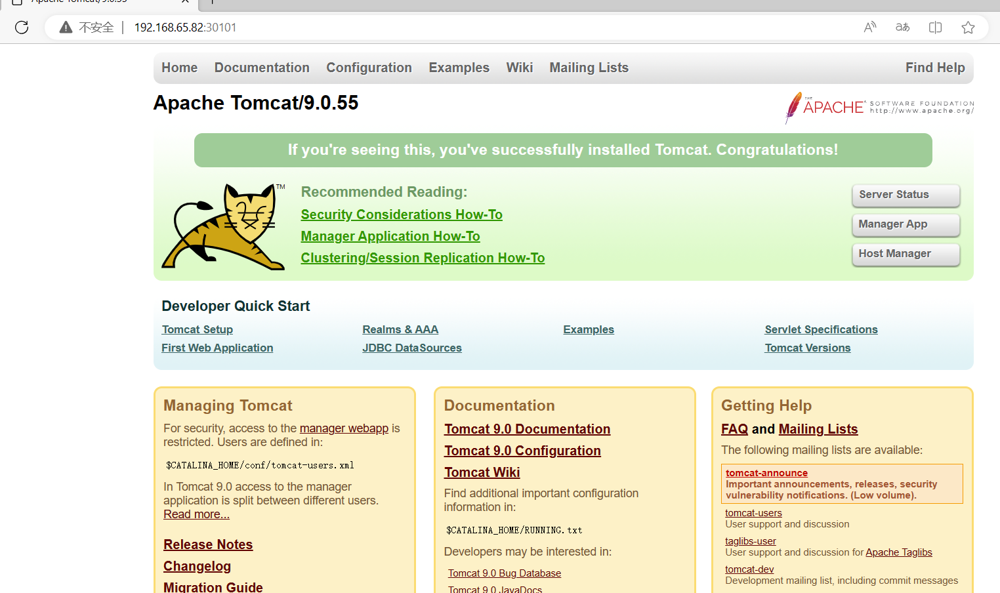 Apache Tomcat/9.0.55
不安全 192.168.65.82:30101
Home Documentation Configuration Examples Wiki Mailing Lists Find Help
Apache Tomcat/9.0.55
THE APACHE SOFTWARE FOUNDATION
http://www.apache.org/
If you're seeing this, you've successfully installed Tomcat. Congratulations!
TM
Recommended Reading:
Security Considerations How-To
Manager Application How-To
Clustering/Session Replication How-To
Server Status
Manager App
Host Manager
Developer Quick Start
Tomcat Setup
First Web Application
Realms & AAA
JDBC DataSources
Examples
Servlet Specifications
Tomcat Versions
Managing Tomcat
For security, access to the manager webapp is
restricted. Users are defined in:
$CATALINA_HOME/conf/tomcat-users.xml
In Tomcat 9.0 access to the manager
application is split between different users.
Read more...
Release Notes
Changelog
Migration Guide
Documentation
Tomcat 9.0 Documentation
Tomcat 9.0 Configuration
Tomcat Wiki
Find additional important configuration
information in:
$CATALINA_HOME/RUNNING.txt
Developers may be interested in:
Tomcat 9.0 Bug Database
Tomcat 9.0 JavaDocs
Getting Help
FAQ and Mailing Lists
The following mailing lists are available:
tomcat-announce
Important announcements, releases, security
vulnerability notifications. (Low volume).
tomcat-users
User support and discussion
taglibs-user
User support and discussion for Apache Taglibs
tomcat-dev
Development mailing list, including commit messages